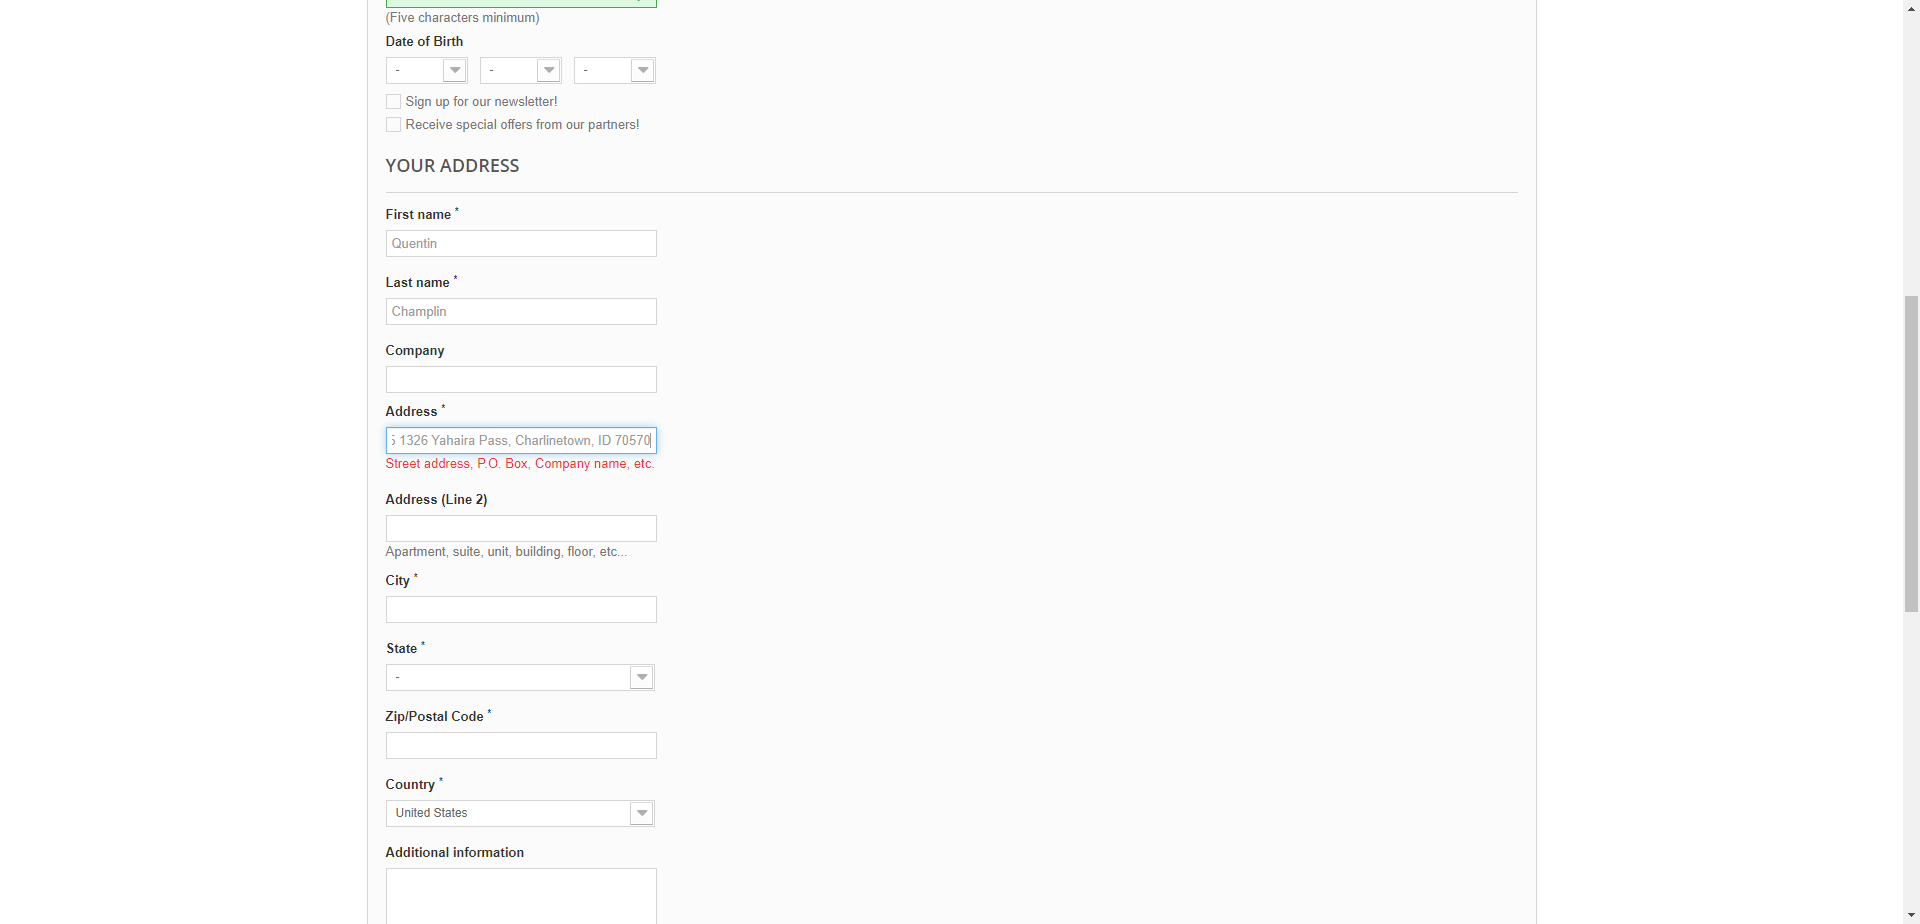 (Five characters minimum)
Date of Birth
- - -
Sign up for our newsletter!
Receive special offers from our partners!
YOUR ADDRESS
First name *
Quentin
Last name *
Champlin
Company
Address *
1326 Yahaira Pass, Charlinetown, ID 70570
Street address, P.O. Box, Company name, etc.
Address (Line 2)
Apartment, suite, unit, building, floor, etc...
City *
State *
-
Zip/Postal Code *
Country *
United States
Additional information